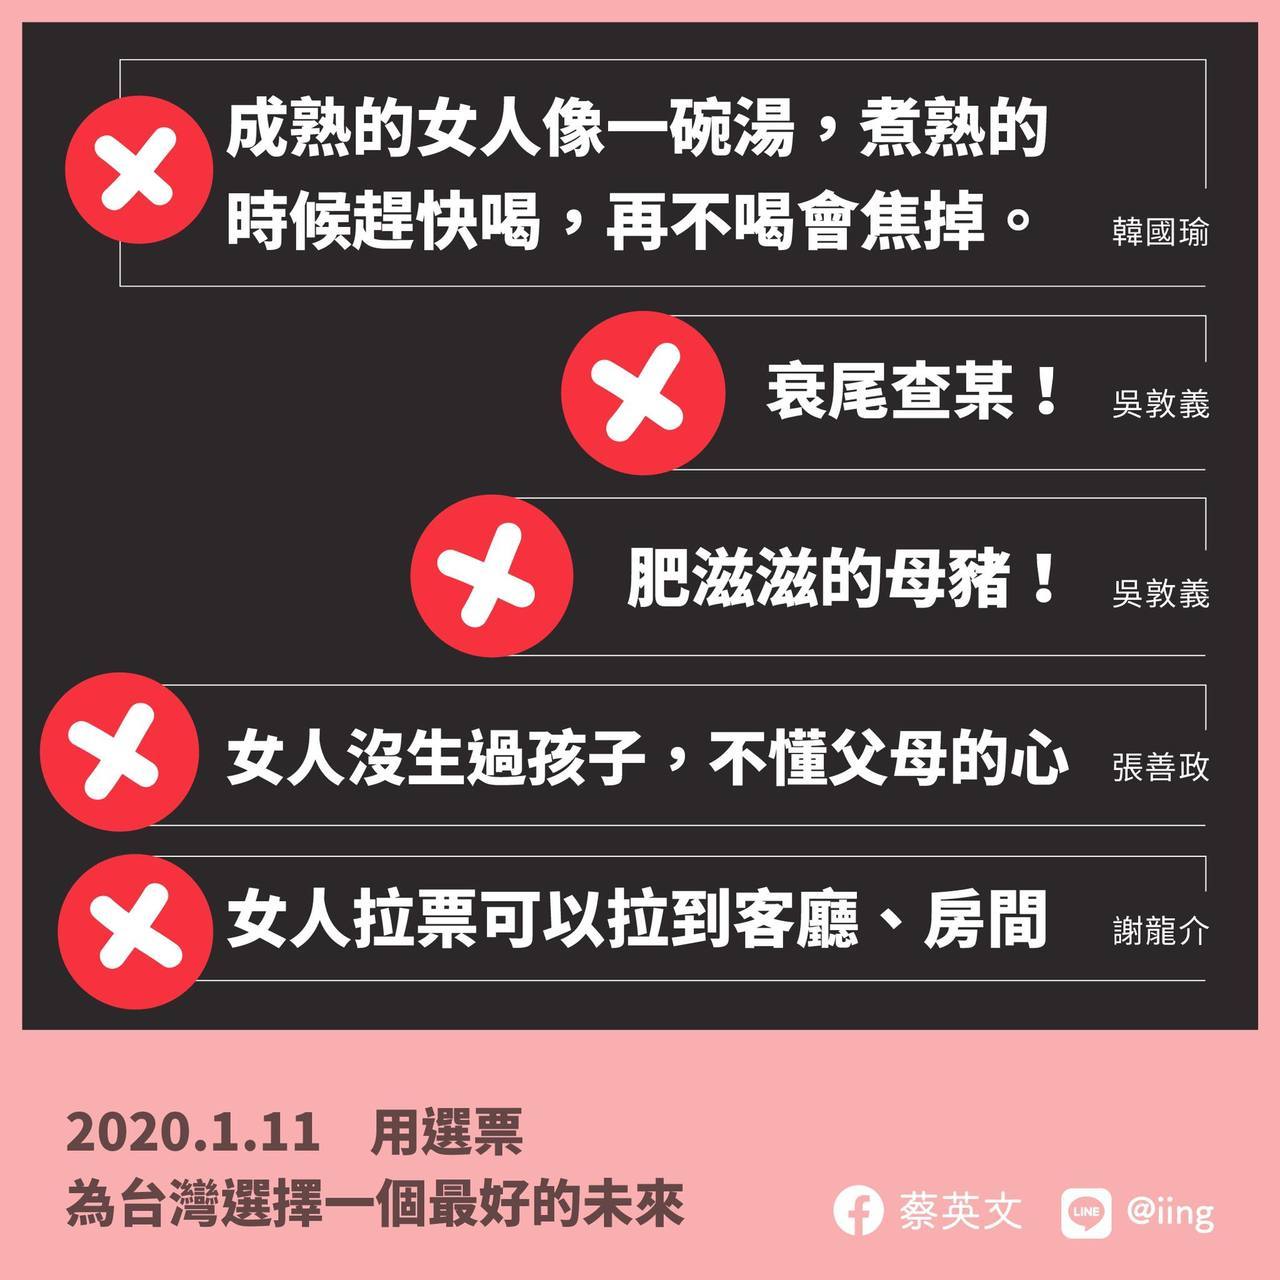 成熟的女人像一碗湯，煮熟的
時候趕快喝，再不喝會焦掉。
韓國瑜
衰尾查某！
吳敦義
肥滋滋的母豬！
吳敦義
女人沒生過孩子，不懂父母的心
張善政
女人拉票可以拉到客廳、房間
謝龍介
2020.1.11 用選票
為台灣選擇一個最好的未來
蔡英文
LINE
@iing